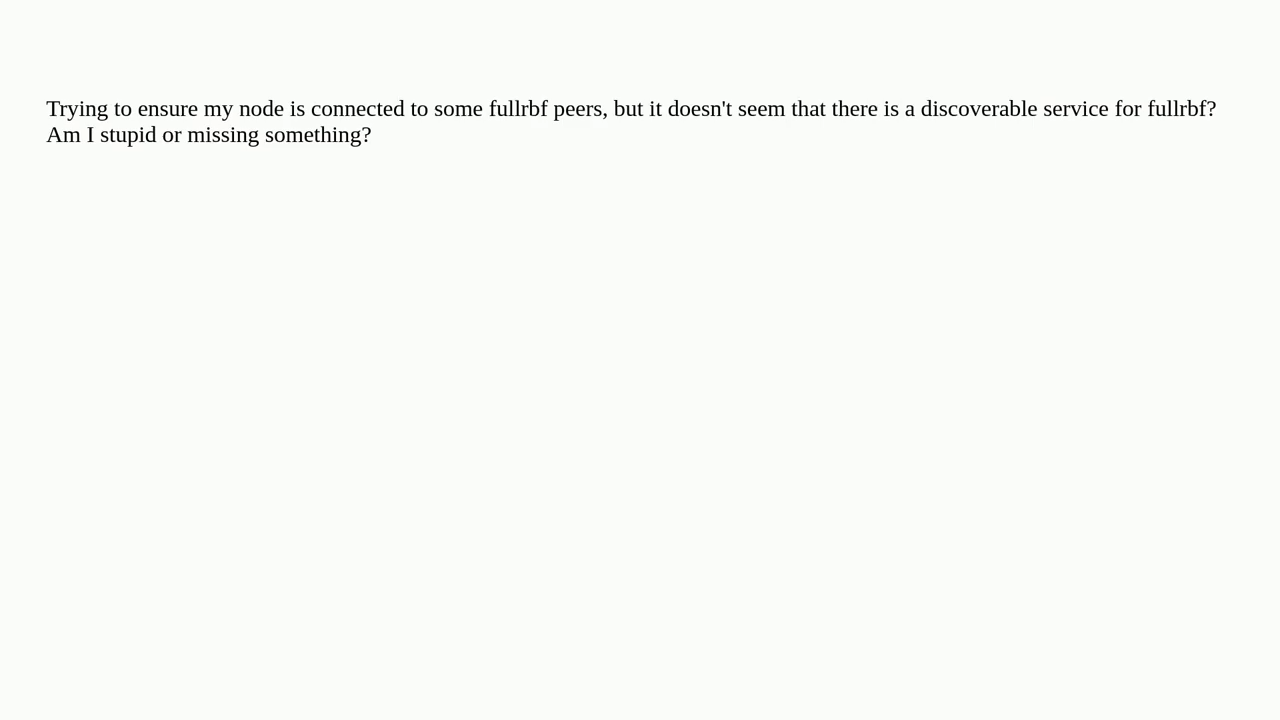 Trying to ensure my node is connected to some fullrbf peers, but it doesn't seem that there is a discoverable service for fullrbf?
Am I stupid or missing something?